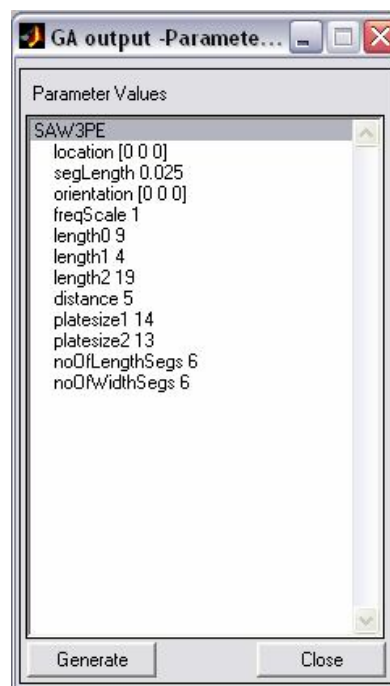 GA output -Paramete...
Parameter Values
SAW3PE
location [0 0 0]
segLength 0.025
orientation [0 0 0]
freqScale 1
length0 9
length1 4
length2 19
distance 5
platesize1 14
platesize2 13
noOfLengthSegs 6
noOfWidthSegs 6
Generate
Close